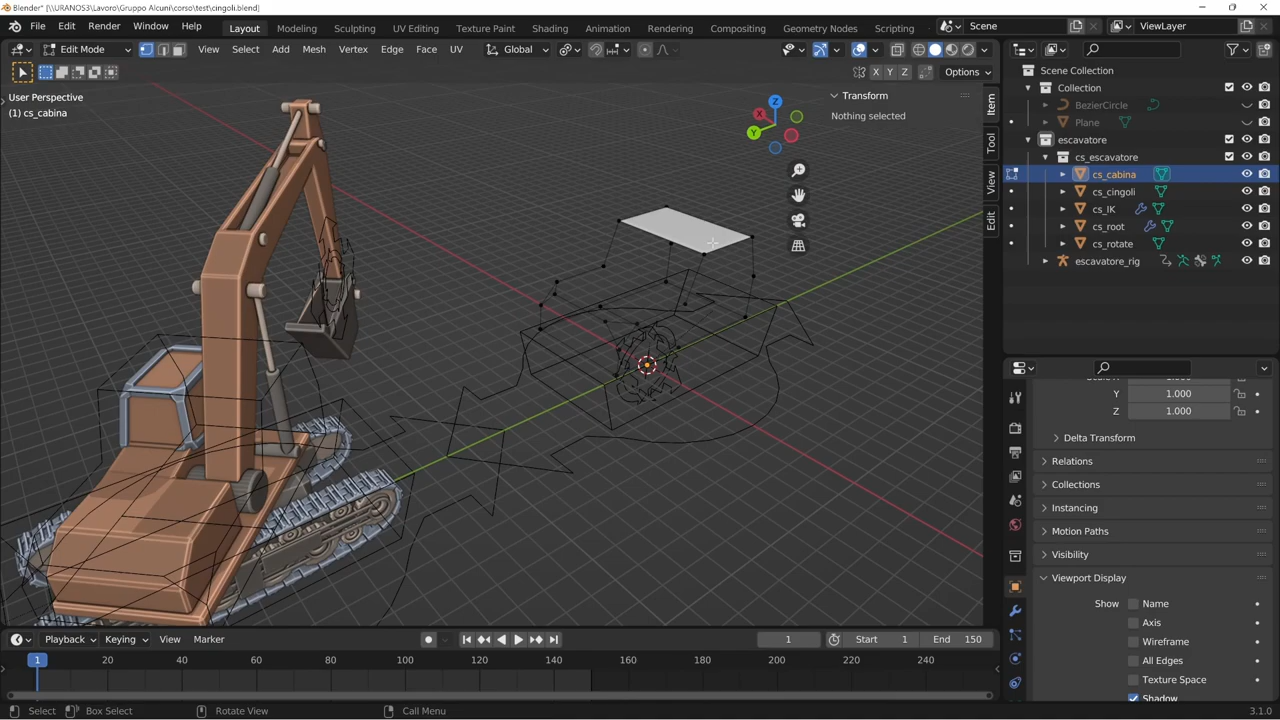 Blender* [\\URANOS3\Lavoro\Gruppo Alcuni\corso\test\cingoli.blend]
File Edit Render Window Help
Layout Modeling Sculpting UV Editing Texture Paint Shading Animation Rendering Compositing Geometry Nodes Scripting
Scene ViewLayer
Edit Mode View Select Add Mesh Vertex Edge Face UV Global
X Y Z Options
User Perspective
(1) cs_cabina
Transform
Nothing selected
Item
Tool
View
Edit
Z
X
Y
Scene Collection
Collection
BezierCircle
Plane
escavatore
cs_escavatore
cs_cabina
cs_cingoli
cs_IK
cs_root
cs_rotate
escavatore_rig
Y 1.000
Z 1.000
Delta Transform
Relations
Collections
Instancing
Motion Paths
Visibility
Viewport Display
Show Name
Axis
Wireframe
All Edges
Texture Space
Shadow
Playback Keying View Marker
1 Start 1 End 150
1 20 40 60 80 100 120 140 160 180 200 220 240
Select Box Select Rotate View Call Menu 3.1.0